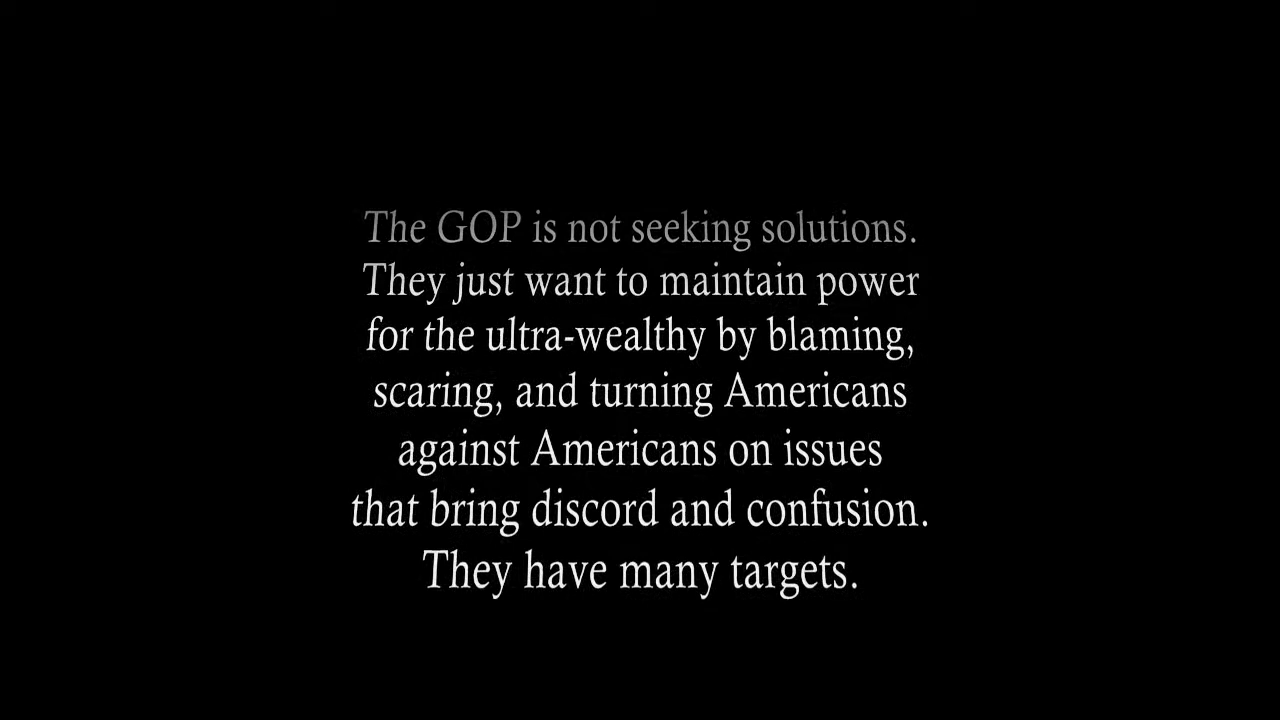 The GOP is not seeking solutions.
They just want to maintain power
for the ultra-wealthy by blaming,
scaring, and turning Americans
against Americans on issues
that bring discord and confusion.
They have many targets.